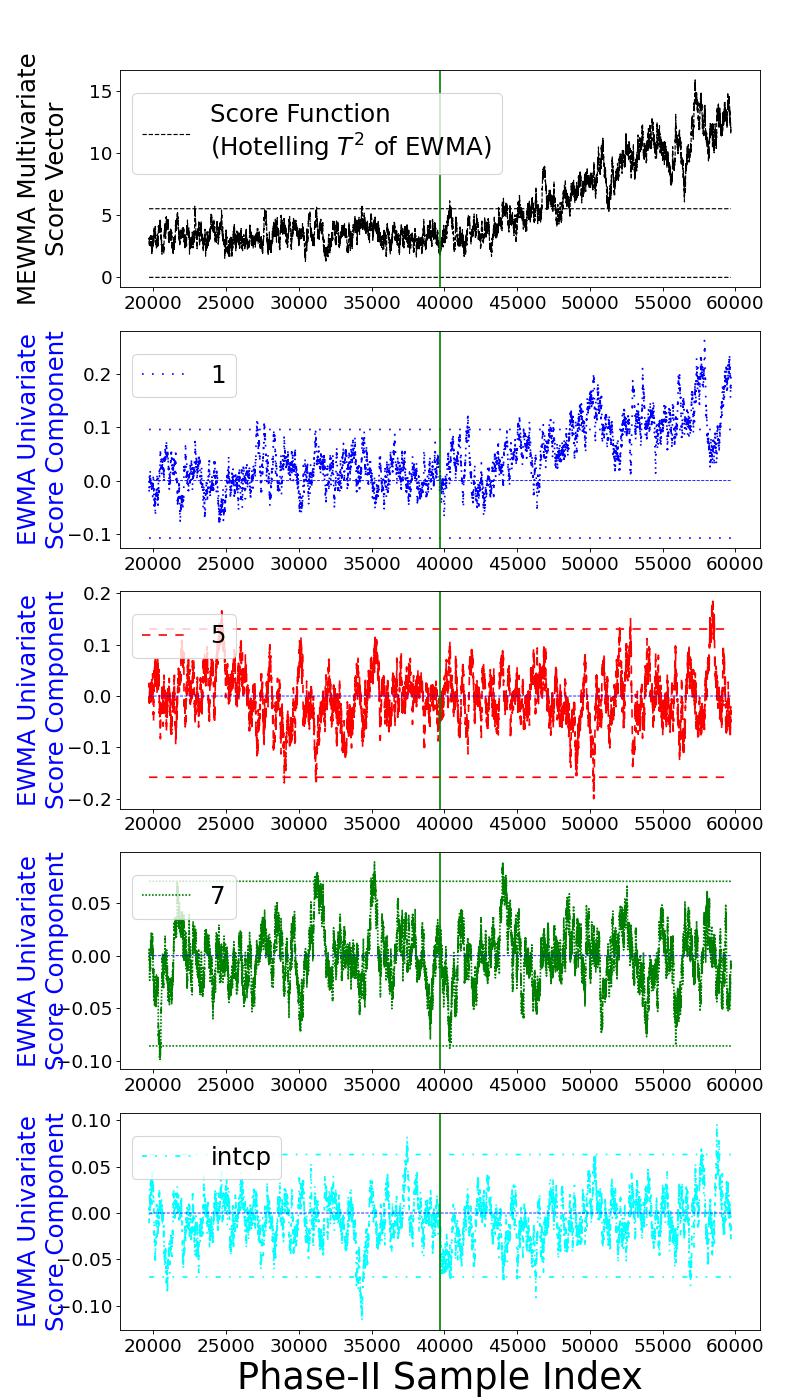 MEWMA Multivariate
Score Vector
15
10
5
0
Score Function
(Hotelling T² of EWMA)
20000 25000 30000 35000 40000 45000 50000 55000 60000
EWMA Univariate
Score Component
0.2
0.1
0.0
−0.1
1
20000 25000 30000 35000 40000 45000 50000 55000 60000
EWMA Univariate
Score Component
0.2
0.1
0.0
−0.1
−0.2
5
20000 25000 30000 35000 40000 45000 50000 55000 60000
EWMA Univariate
Score Component
0.05
0.00
−0.05
−0.10
7
20000 25000 30000 35000 40000 45000 50000 55000 60000
EWMA Univariate
Score Component
0.10
0.05
0.00
−0.05
−0.10
intcp
20000 25000 30000 35000 40000 45000 50000 55000 60000
Phase-II Sample Index